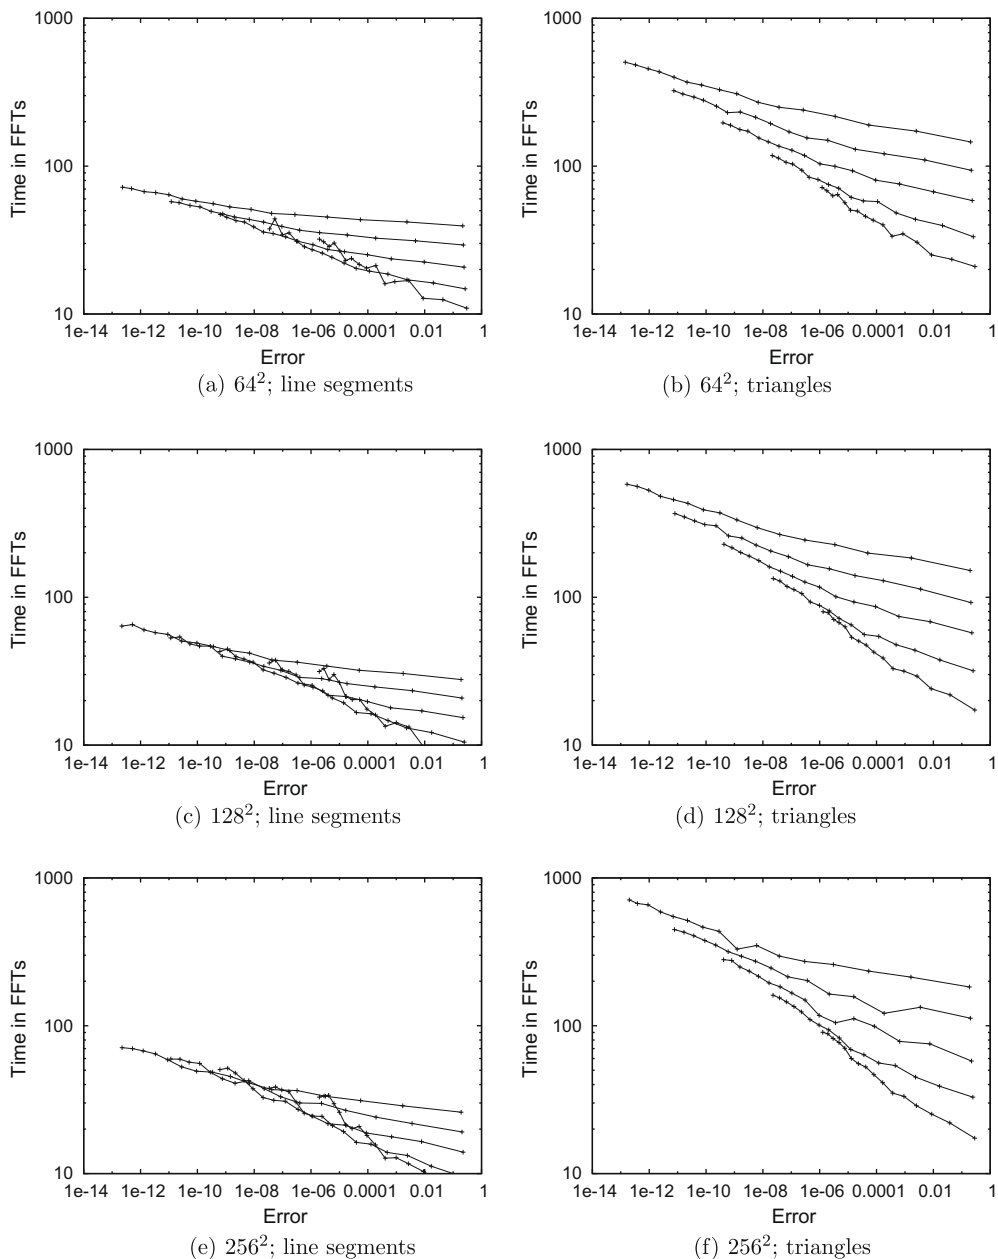 1000
100
10
Time in FFTs
1e-14 1e-12 1e-10 1e-08 1e-06 0.0001 0.01 1
Error
(a) 64²; line segments
1000
100
10
Time in FFTs
1e-14 1e-12 1e-10 1e-08 1e-06 0.0001 0.01 1
Error
(b) 64²; triangles
1000
100
10
Time in FFTs
1e-14 1e-12 1e-10 1e-08 1e-06 0.0001 0.01 1
Error
(c) 128²; line segments
1000
100
10
Time in FFTs
1e-14 1e-12 1e-10 1e-08 1e-06 0.0001 0.01 1
Error
(d) 128²; triangles
1000
100
10
Time in FFTs
1e-14 1e-12 1e-10 1e-08 1e-06 0.0001 0.01 1
Error
(e) 256²; line segments
1000
100
10
Time in FFTs
1e-14 1e-12 1e-10 1e-08 1e-06 0.0001 0.01 1
Error
(f) 256²; triangles